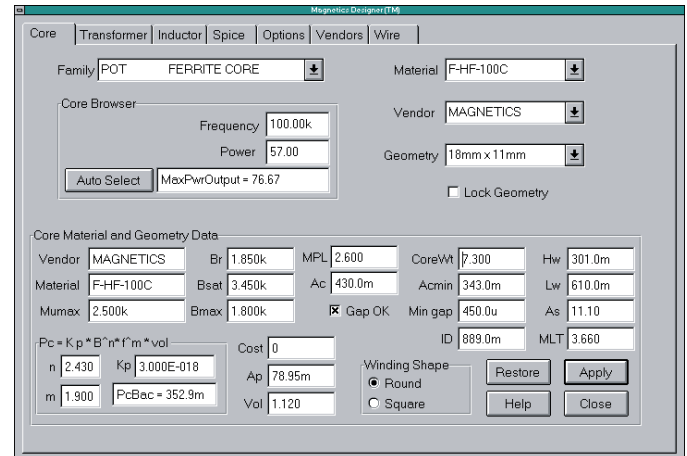 Magnetics Designer(TM)
Core Transformer Inductor Spice Options Vendors Wire
Family POT FERRITE CORE Material F-HF-100C
Core Browser
Vendor MAGNETICS
Frequency 100.00k
Power 57.00
Geometry 18mm x 11mm
Auto Select MaxPwrOutput = 76.67
Lock Geometry
Core Material and Geometry Data
Vendor MAGNETICS Br 1.850k MPL 2.600 CoreWt 7.300 Hw 301.0m
Material F-HF-100C Bsat 3.450k Ac 430.0m Acmin 343.0m Lw 610.0m
Mumax 2.500k Bmax 1.800k Gap OK Min gap 450.0u As 11.10
ID 889.0m MLT 3.660
Pc = K p * B^n* f^m * vol Cost 0
n 2.430 Kp 3.000E-018 Ap 78.95m Winding Shape Restore Apply
Round
m 1.900 PcBac = 352.9m Vol 1.120 Square Help Close